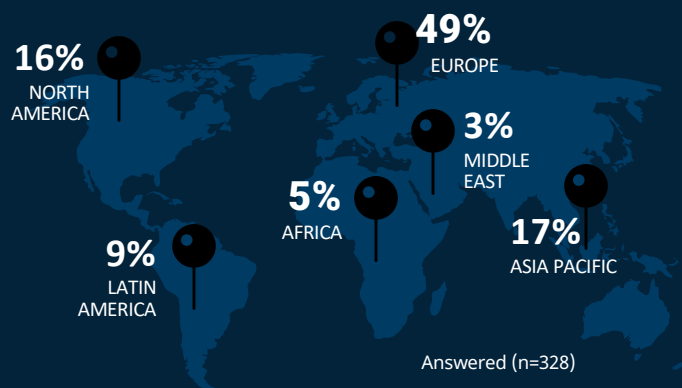 16%
NORTH
AMERICA
49%
EUROPE
3%
MIDDLE
EAST
5%
AFRICA
17%
ASIA PACIFIC
9%
LATIN
AMERICA
Answered (n=328)